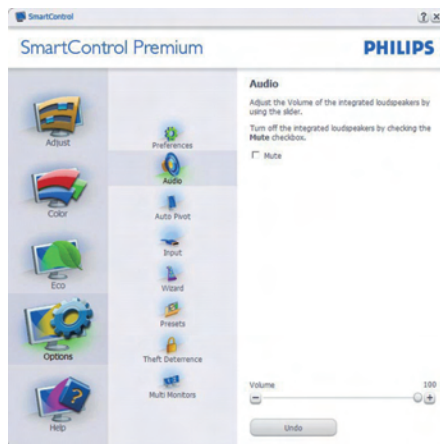 SmartControl
SmartControl Premium
PHILIPS
Adjust
Color
Eco
Options
Help
Preferences
Audio
Auto Pivot
Input
Wizard
Presets
Theft Deterrence
Multi Monitors
Audio
Adjust the Volume of the integrated loudspeakers by
using the slider.
Turn off the integrated loudspeakers by checking the
Mute checkbox.
Mute
Volume 100
Undo